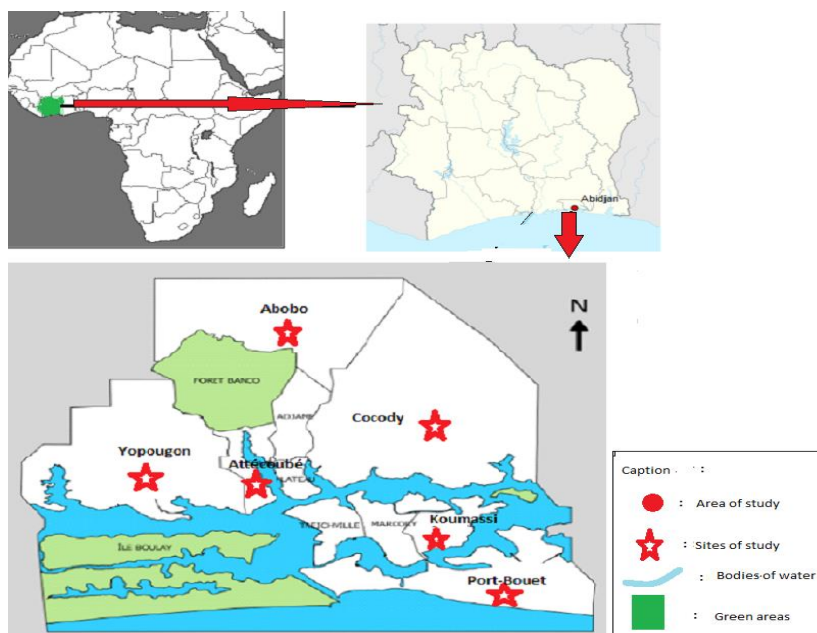 Abidjan
Abobo
N
FORET BANCO
ADJAME
Cocody
Yopougon
Attécoubé
PLATEAU
TREICHVILLE
MARCORY
Koumassi
ÎLE BOULAY
Port-Bouet
Caption :
: Area of study
: Sites of study
: Bodies of water
: Green areas